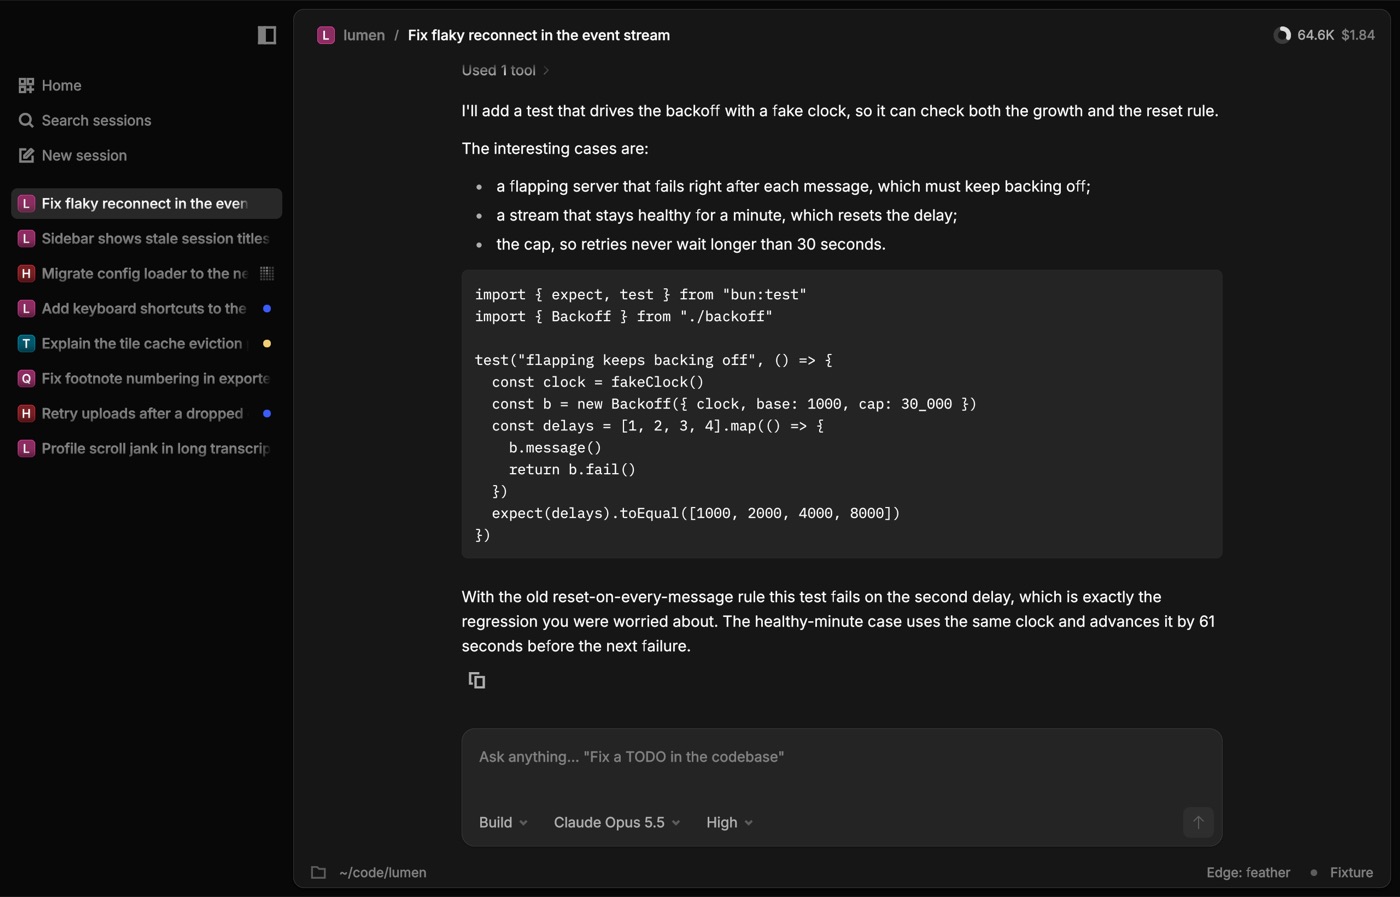 L lumen / Fix flaky reconnect in the event stream
64.6K $1.84
Home
Search sessions
New session
L Fix flaky reconnect in the even
L Sidebar shows stale session titles
H Migrate config loader to the ne
L Add keyboard shortcuts to the
T Explain the tile cache eviction
Q Fix footnote numbering in exporte
H Retry uploads after a dropped
L Profile scroll jank in long transcrip
Used 1 tool
I'll add a test that drives the backoff with a fake clock, so it can check both the growth and the reset rule.
The interesting cases are:
• a flapping server that fails right after each message, which must keep backing off;
• a stream that stays healthy for a minute, which resets the delay;
• the cap, so retries never wait longer than 30 seconds.
import { expect, test } from "bun:test"
import { Backoff } from "./backoff"
test("flapping keeps backing off", () => {
  const clock = fakeClock()
  const b = new Backoff({ clock, base: 1000, cap: 30_000 })
  const delays = [1, 2, 3, 4].map(() => {
    b.message()
    return b.fail()
  })
  expect(delays).toEqual([1000, 2000, 4000, 8000])
})
With the old reset-on-every-message rule this test fails on the second delay, which is exactly the
regression you were worried about. The healthy-minute case uses the same clock and advances it by 61
seconds before the next failure.
Ask anything... "Fix a TODO in the codebase"
Build Claude Opus 5.5 High
~/code/lumen
Edge: feather • Fixture